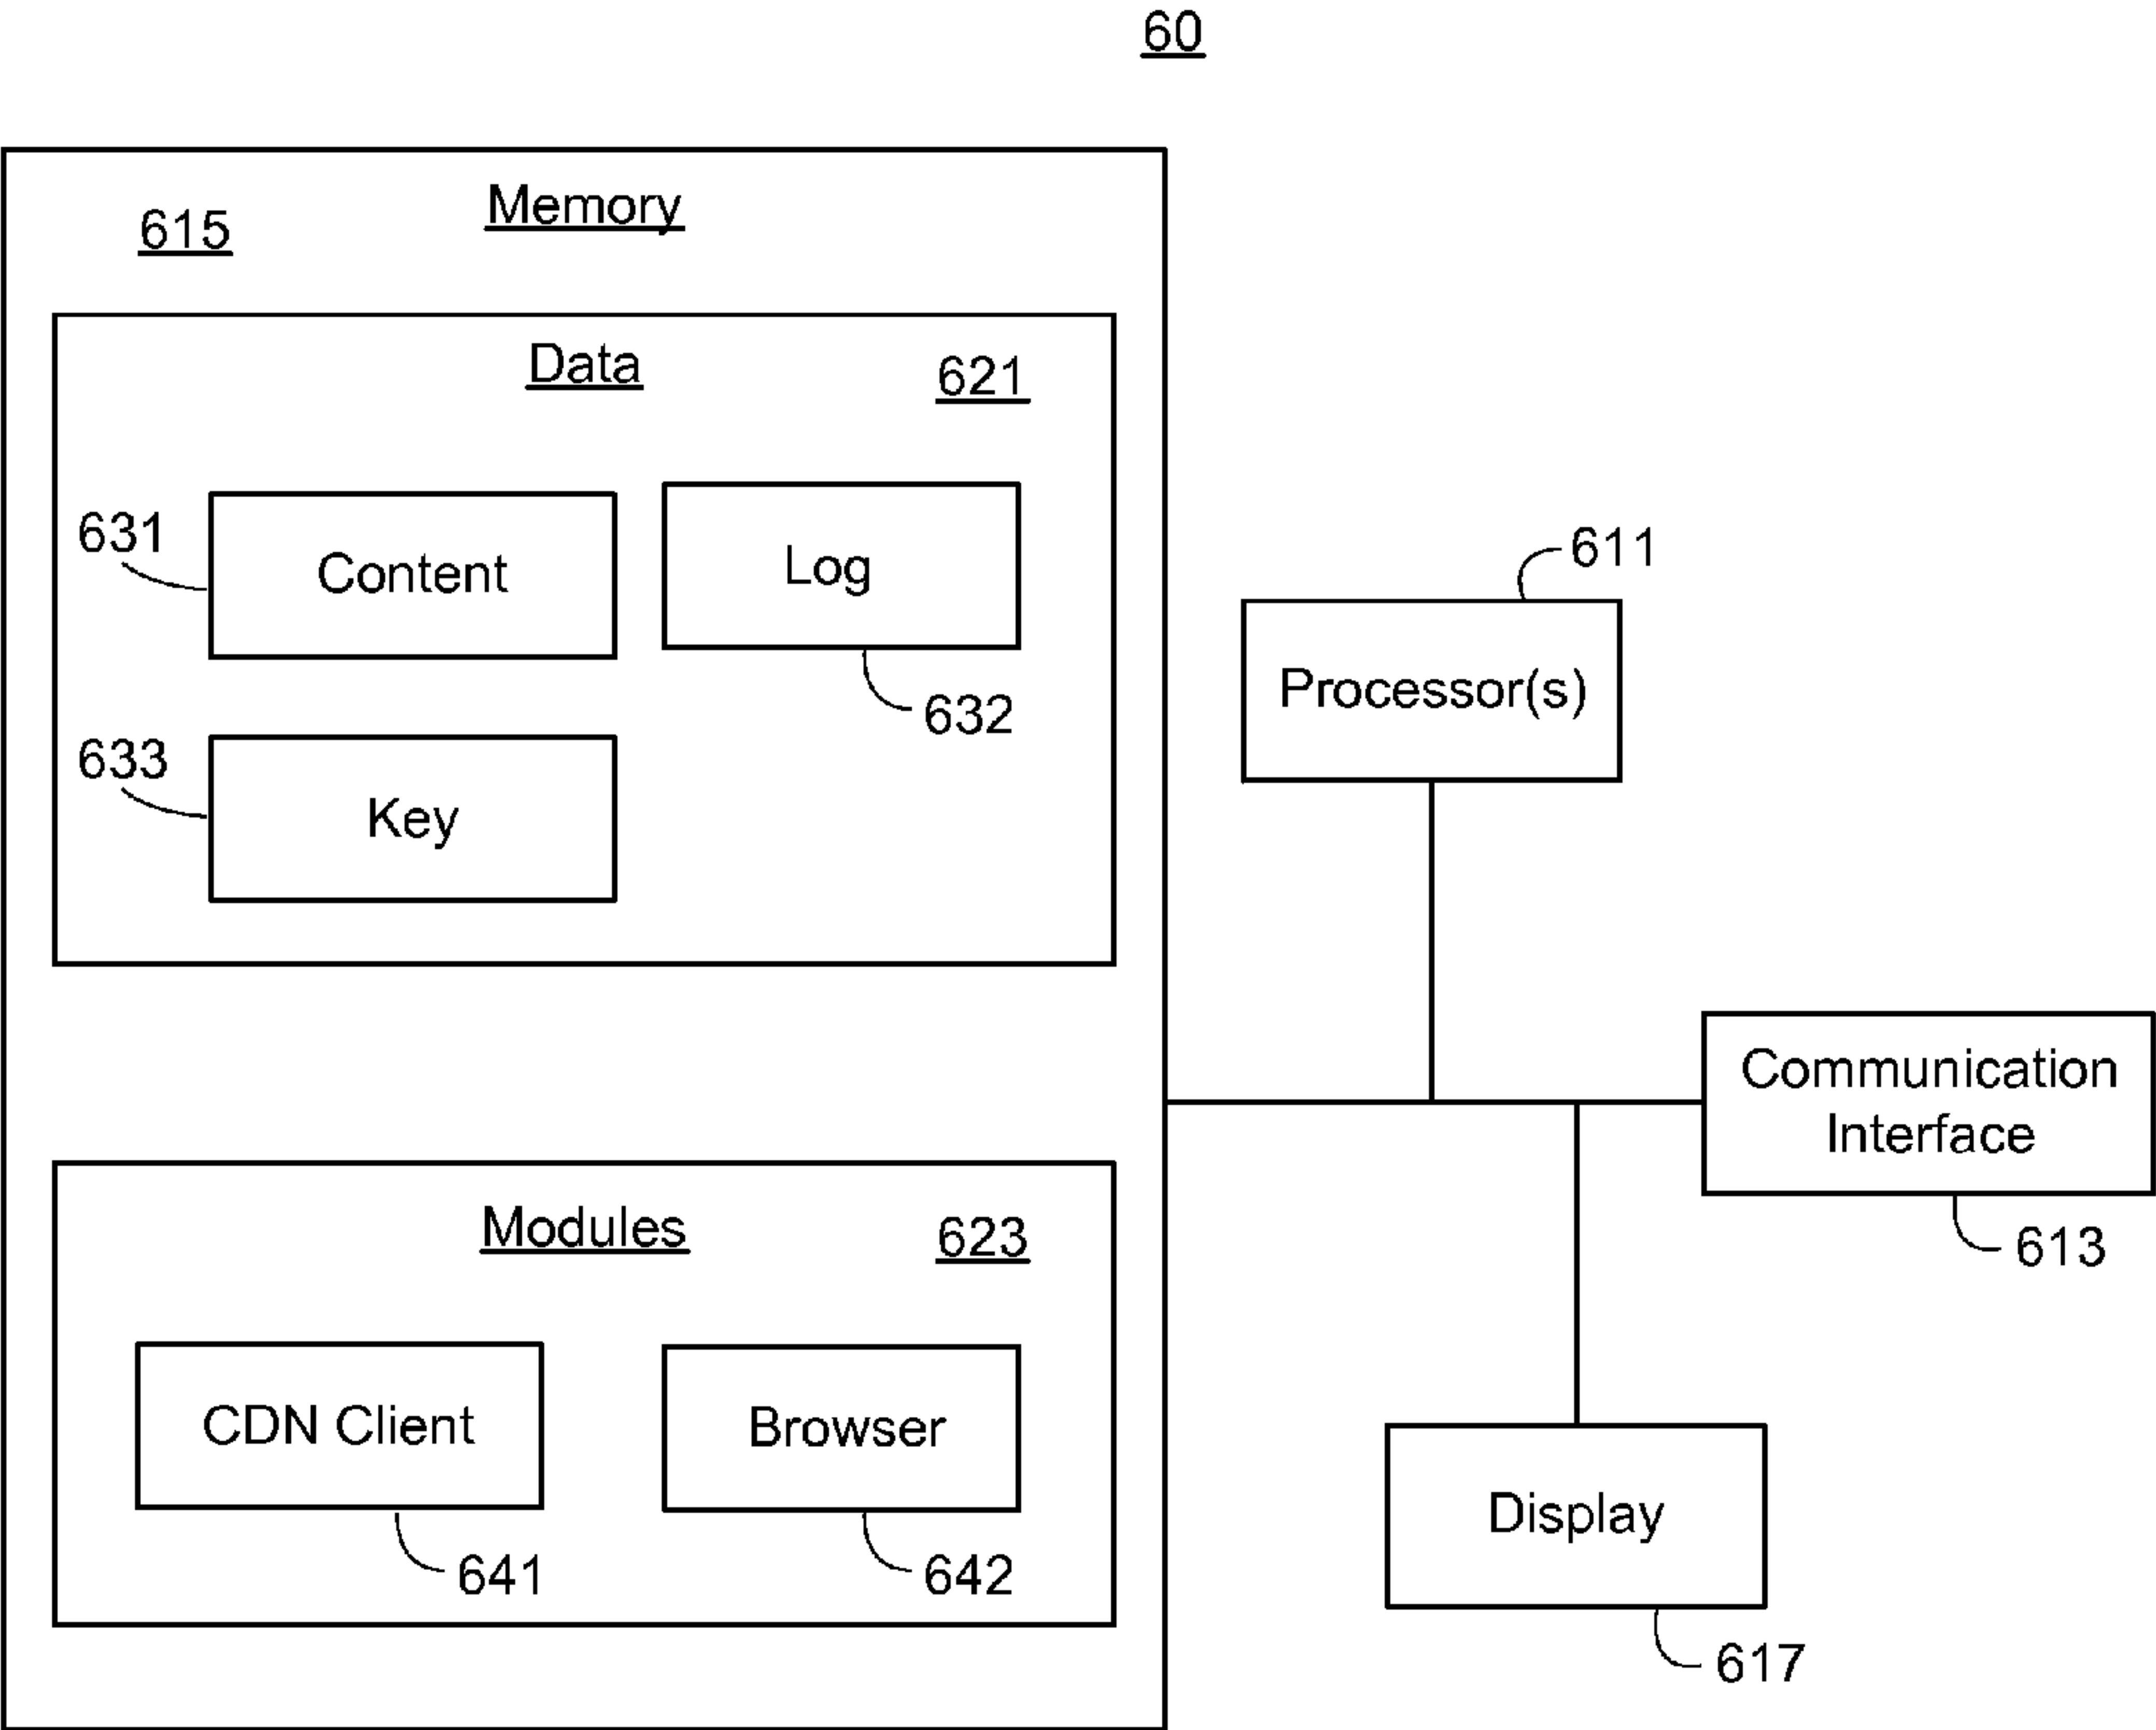 60
Memory
615
Data
621
631
Content
Log
632
633
Key
Modules
623
CDN Client
641
Browser
642
611
Processor(s)
Communication
Interface
613
Display
617